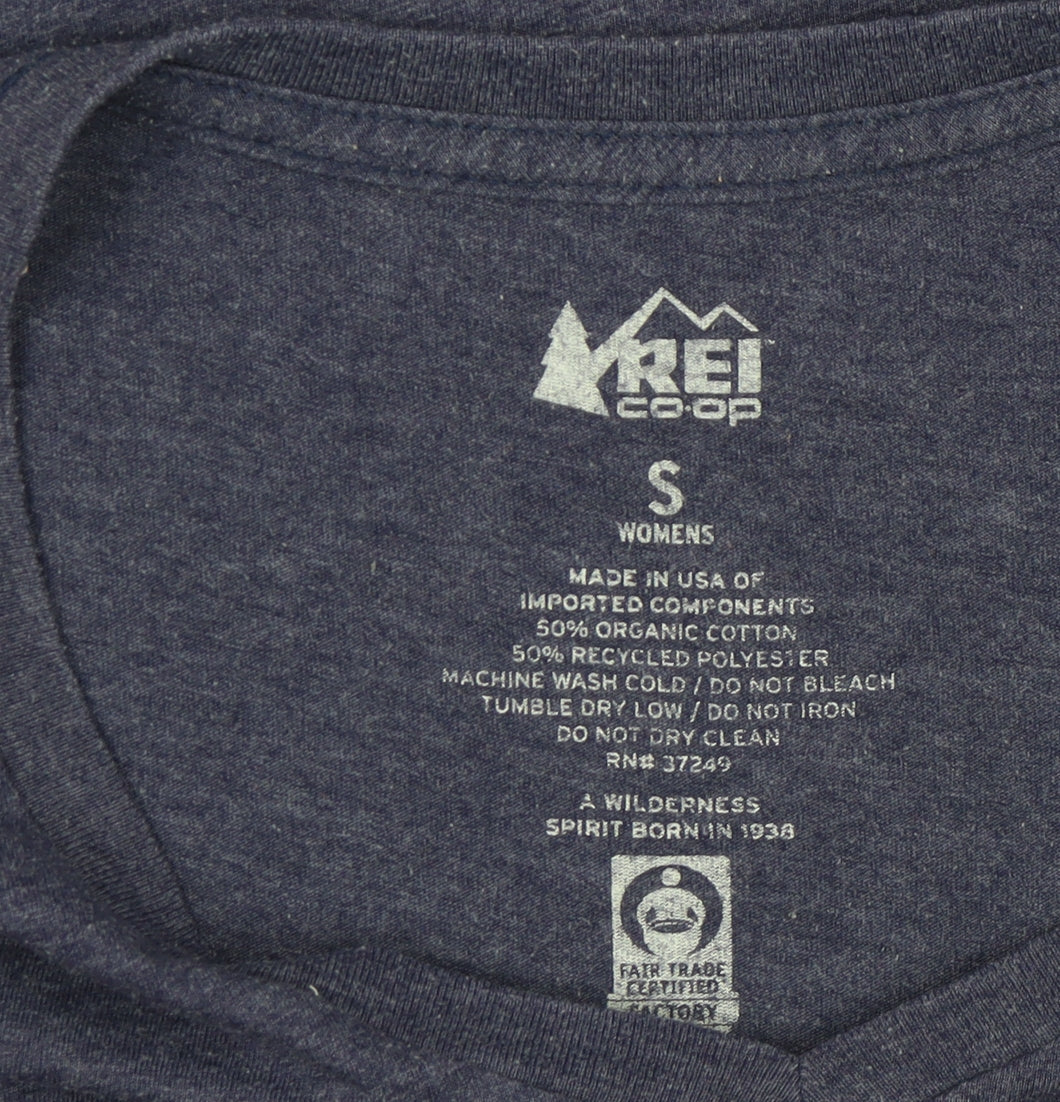 REI
CO·OP
S
WOMENS
MADE IN USA OF
IMPORTED COMPONENTS
50% ORGANIC COTTON
50% RECYCLED POLYESTER
MACHINE WASH COLD / DO NOT BLEACH
TUMBLE DRY LOW / DO NOT IRON
DO NOT DRY CLEAN
RN# 37249
A WILDERNESS
SPIRIT BORN IN 1938
FAIR TRADE
CERTIFIED
FACTORY